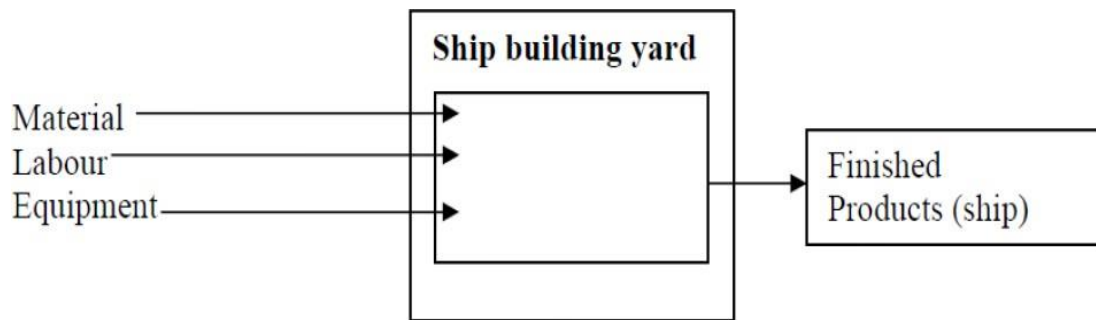 Ship building yard
Material
Labour
Equipment
Finished
Products (ship)